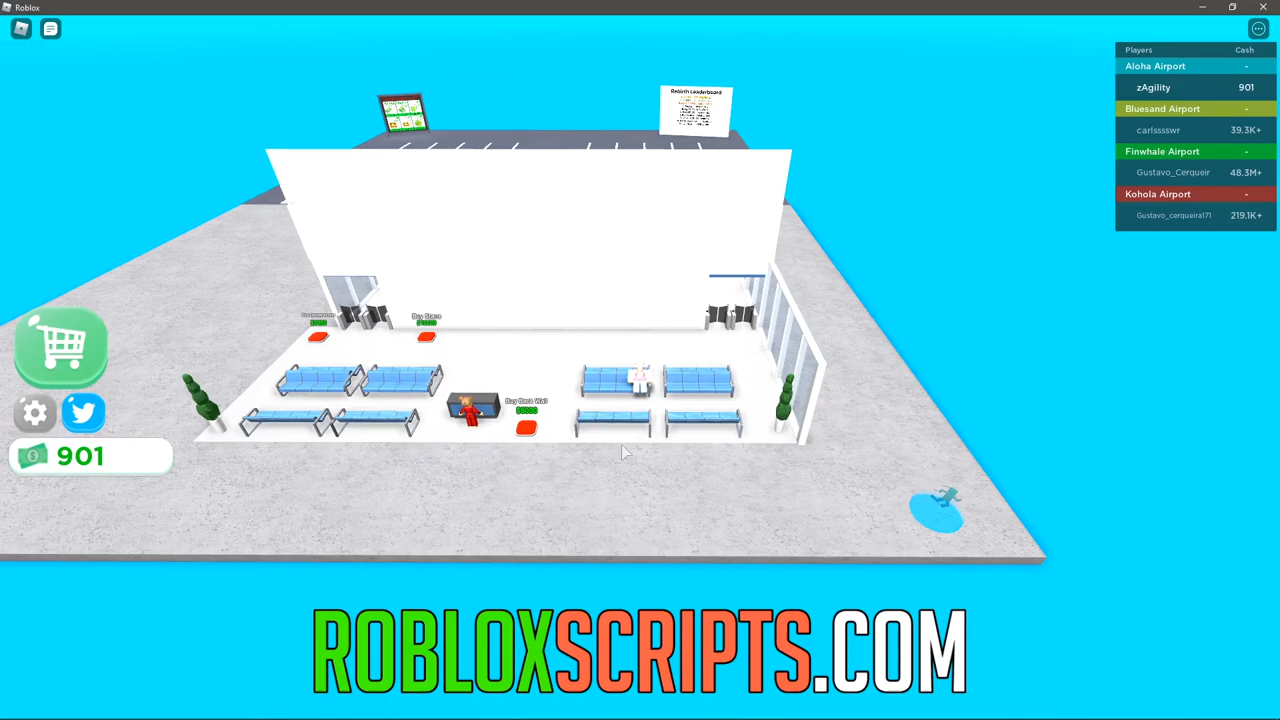 Roblox
Players Cash
Aloha Airport -
zAgility 901
Bluesand Airport -
carlsssswr 39.3K+
Finwhale Airport -
Gustavo_Cerqueir 48.3M+
Kohola Airport -
Gustavo_cerqueira171 219.1K+
Rebirth Leaderboard
Buy Stairs
Buy Back Wall
$6000
901
ROBLOXSCRIPTS.COM